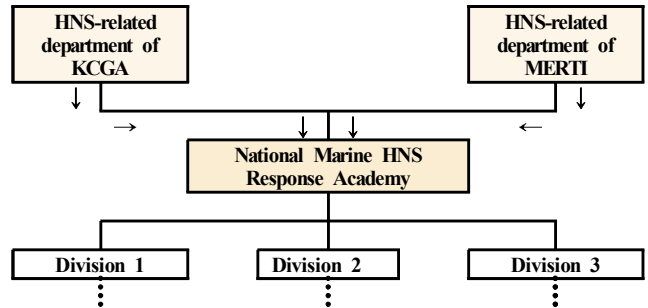 HNS-related
department of
KCGA
HNS-related
department of
MERTI
National Marine HNS
Response Academy
Division 1
Division 2
Division 3